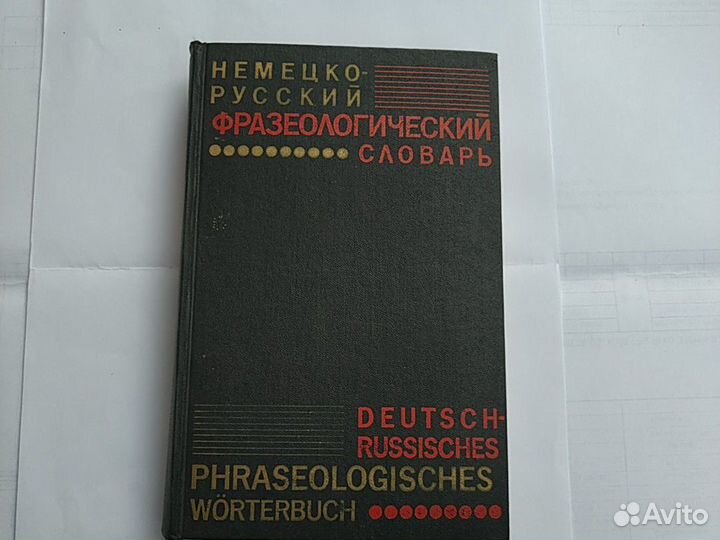 НЕМЕЦКО-
РУССКИЙ
ФРАЗЕОЛОГИЧЕСКИЙ
СЛОВАРЬ
DEUTSCH-
RUSSISCHES
PHRASEOLOGISCHES
WÖRTERBUCH
Avito